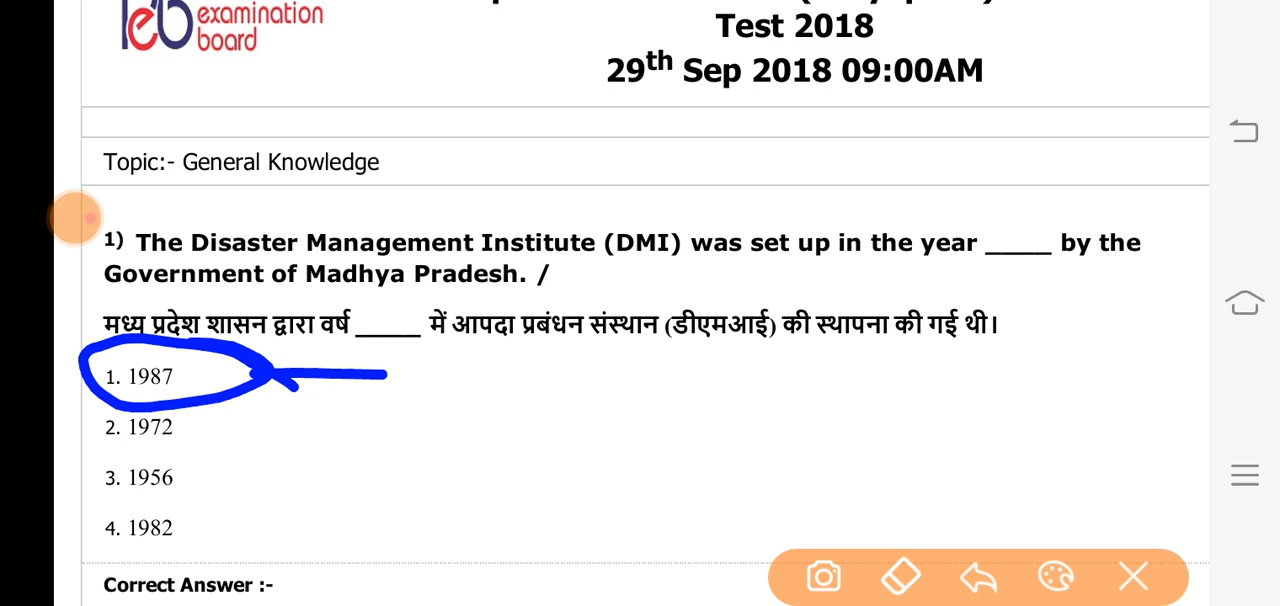 examination
board
Test 2018
29th Sep 2018 09:00AM
Topic:- General Knowledge
1) The Disaster Management Institute (DMI) was set up in the year _____ by the
Government of Madhya Pradesh. /
मध्य प्रदेश शासन द्वारा वर्ष _____ में आपदा प्रबंधन संस्थान (डीएमआई) की स्थापना की गई थी।
1. 1987
2. 1972
3. 1956
4. 1982
Correct Answer :-